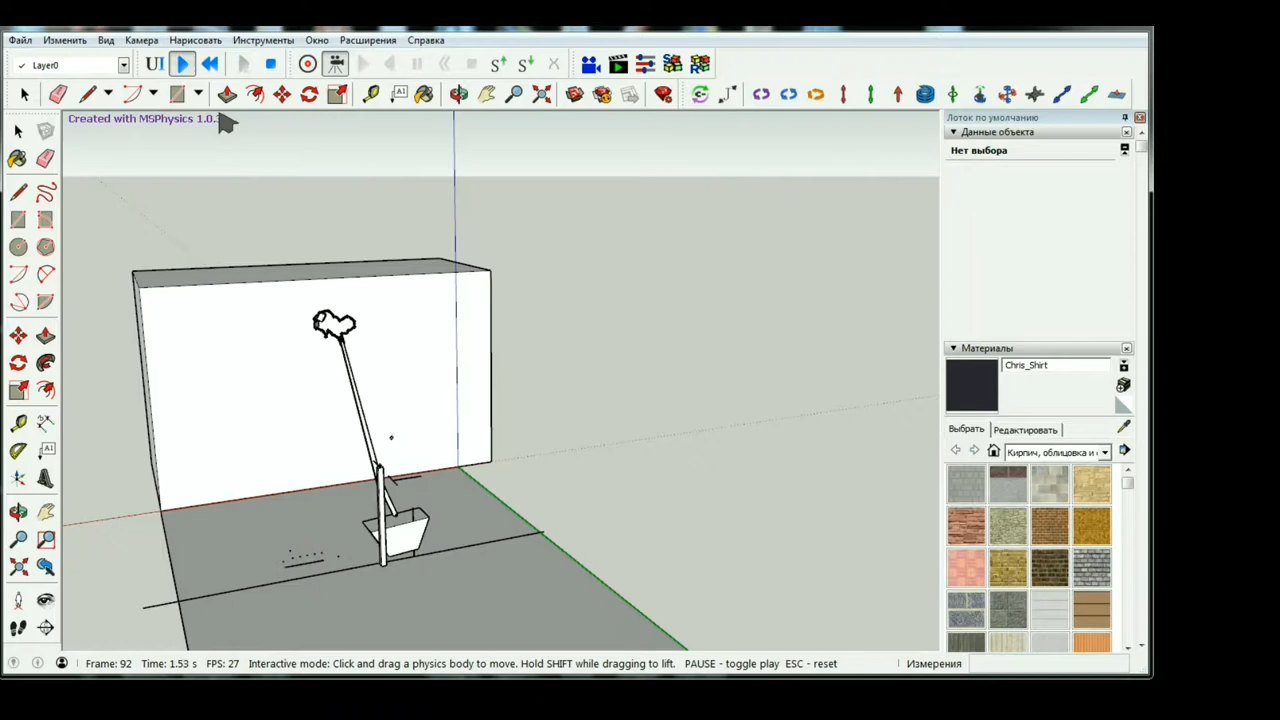 Файл Изменить Вид Камера Нарисовать Инструменты Окно Расширения Справка
Layer0
UI
Created with MSPhysics 1.0.
Лоток по умолчанию
Данные объекта
Нет выбора
Материалы
Chris_Shirt
Выбрать Редактировать
Кирпич, облицовка и
Frame: 92 Time: 1.53 s FPS: 27 Interactive mode: Click and drag a physics body to move. Hold SHIFT while dragging to lift. PAUSE - toggle play ESC - reset
Измерения